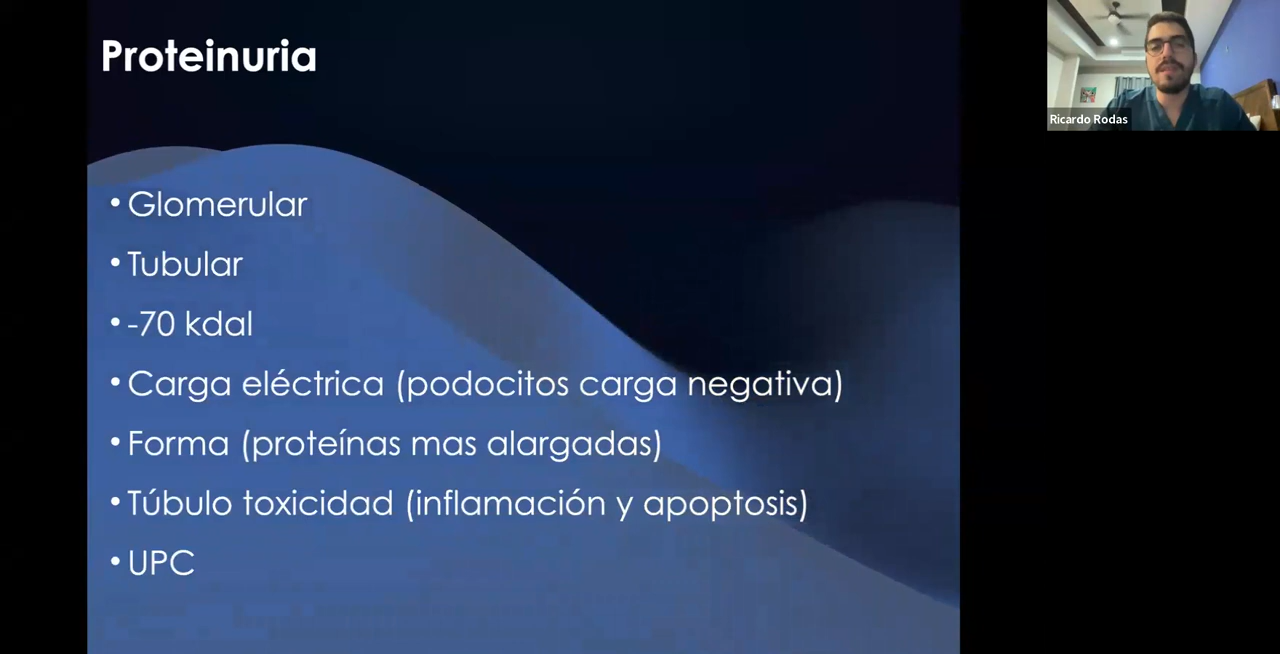 Proteinuria
• Glomerular
• Tubular
• -70 kdal
• Carga eléctrica (podocitos carga negativa)
• Forma (proteínas mas alargadas)
• Túbulo toxicidad (inflamación y apoptosis)
• UPC
Ricardo Rodas